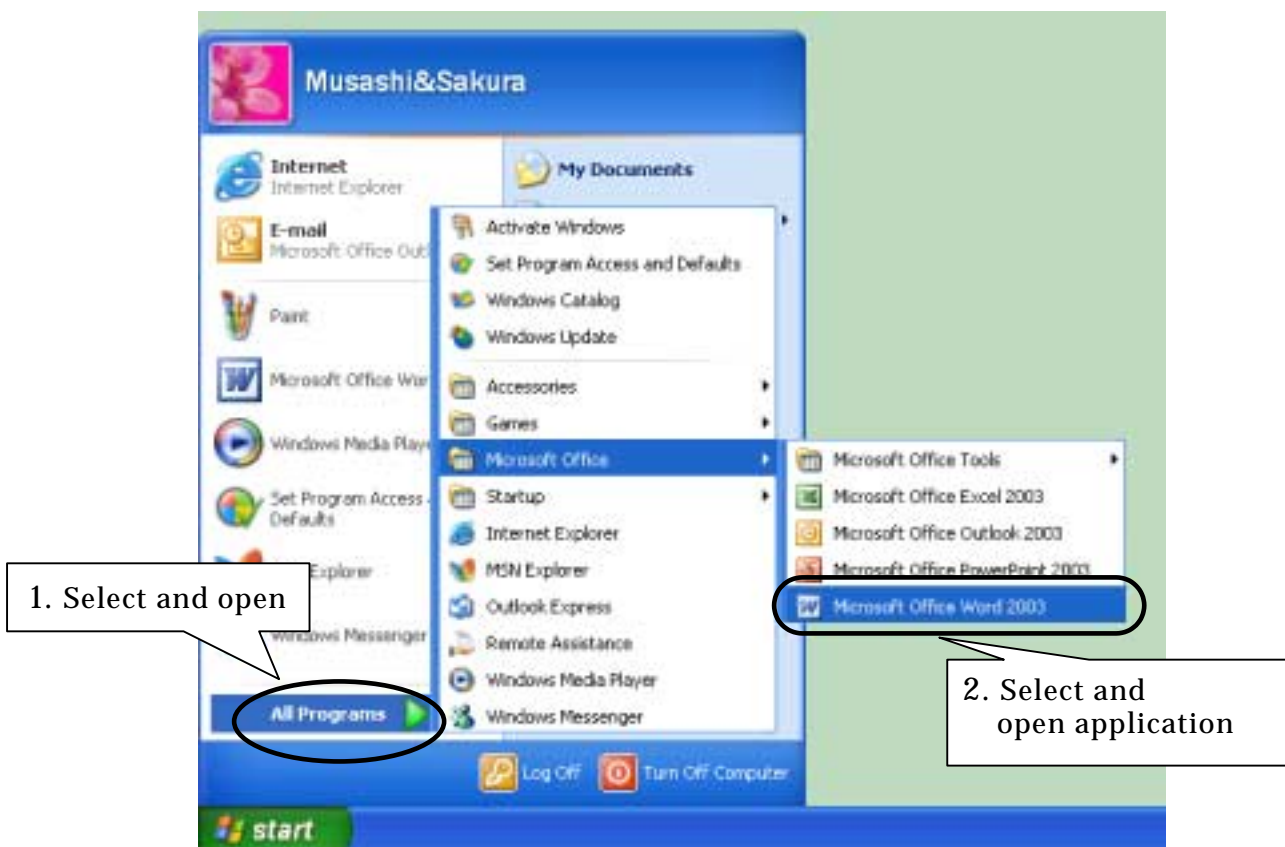 Musashi&Sakura
Internet
Internet Explorer
E-mail
Microsoft Office Outl
Paint
Microsoft Office Wor
Windows Media Playe
Set Program Access
Defaults
Explorer
Windows Messenger
All Programs
My Documents
Activate Windows
Set Program Access and Defaults
Windows Catalog
Windows Update
Accessories
Games
Microsoft Office
Startup
Internet Explorer
MSN Explorer
Outlook Express
Remote Assistance
Windows Media Player
Windows Messenger
Microsoft Office Tools
Microsoft Office Excel 2003
Microsoft Office Outlook 2003
Microsoft Office PowerPoint 2003
Microsoft Office Word 2003
1. Select and open
2. Select and
open application
Log Off
Turn Off Computer
start